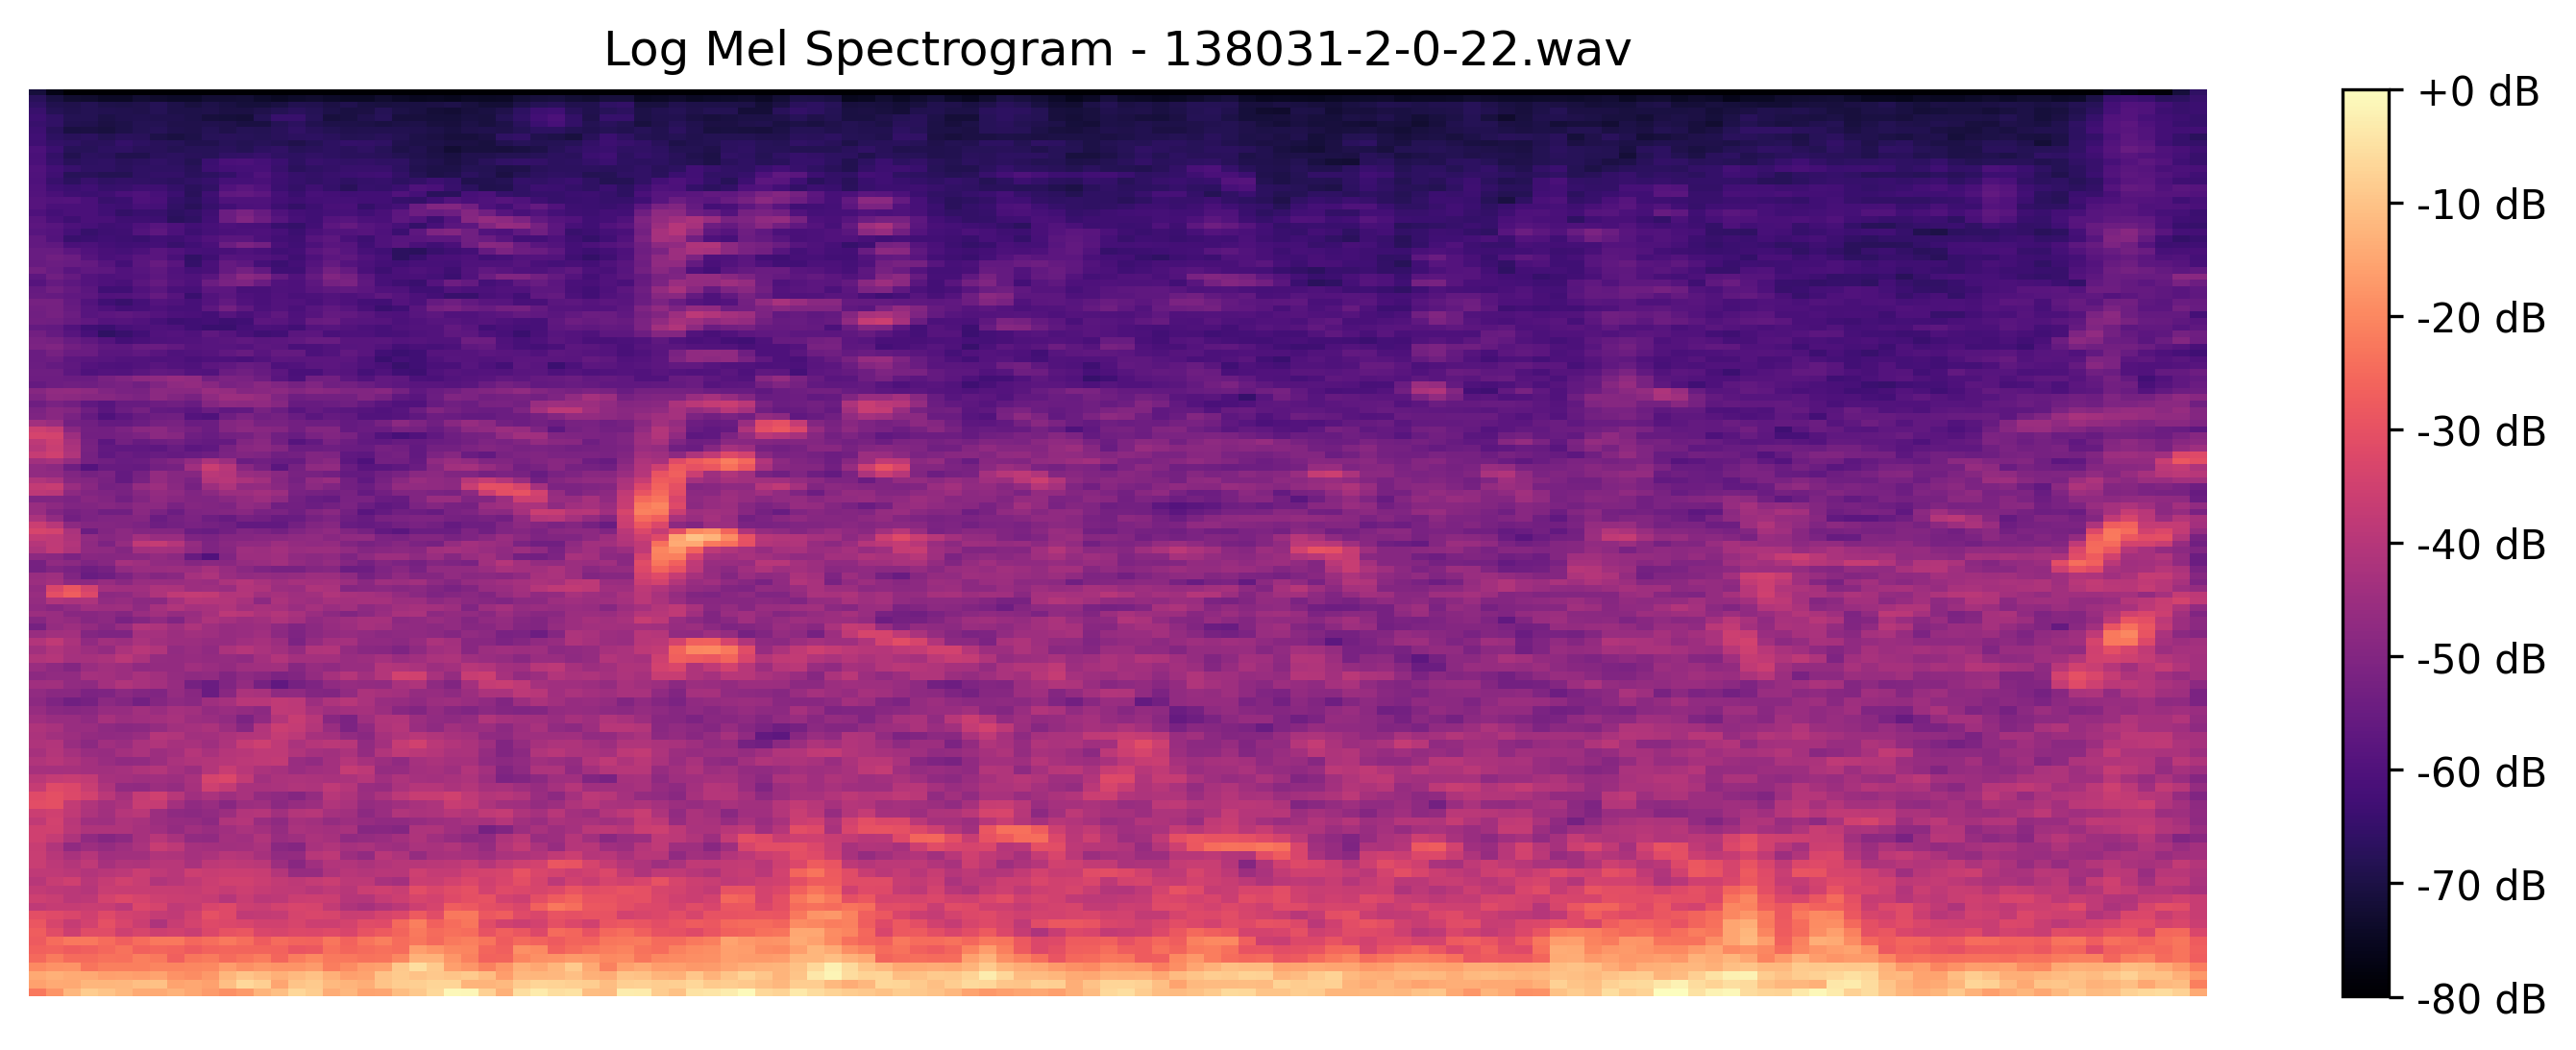 Log Mel Spectrogram - 138031-2-0-22.wav
+0 dB
-10 dB
-20 dB
-30 dB
-40 dB
-50 dB
-60 dB
-70 dB
-80 dB